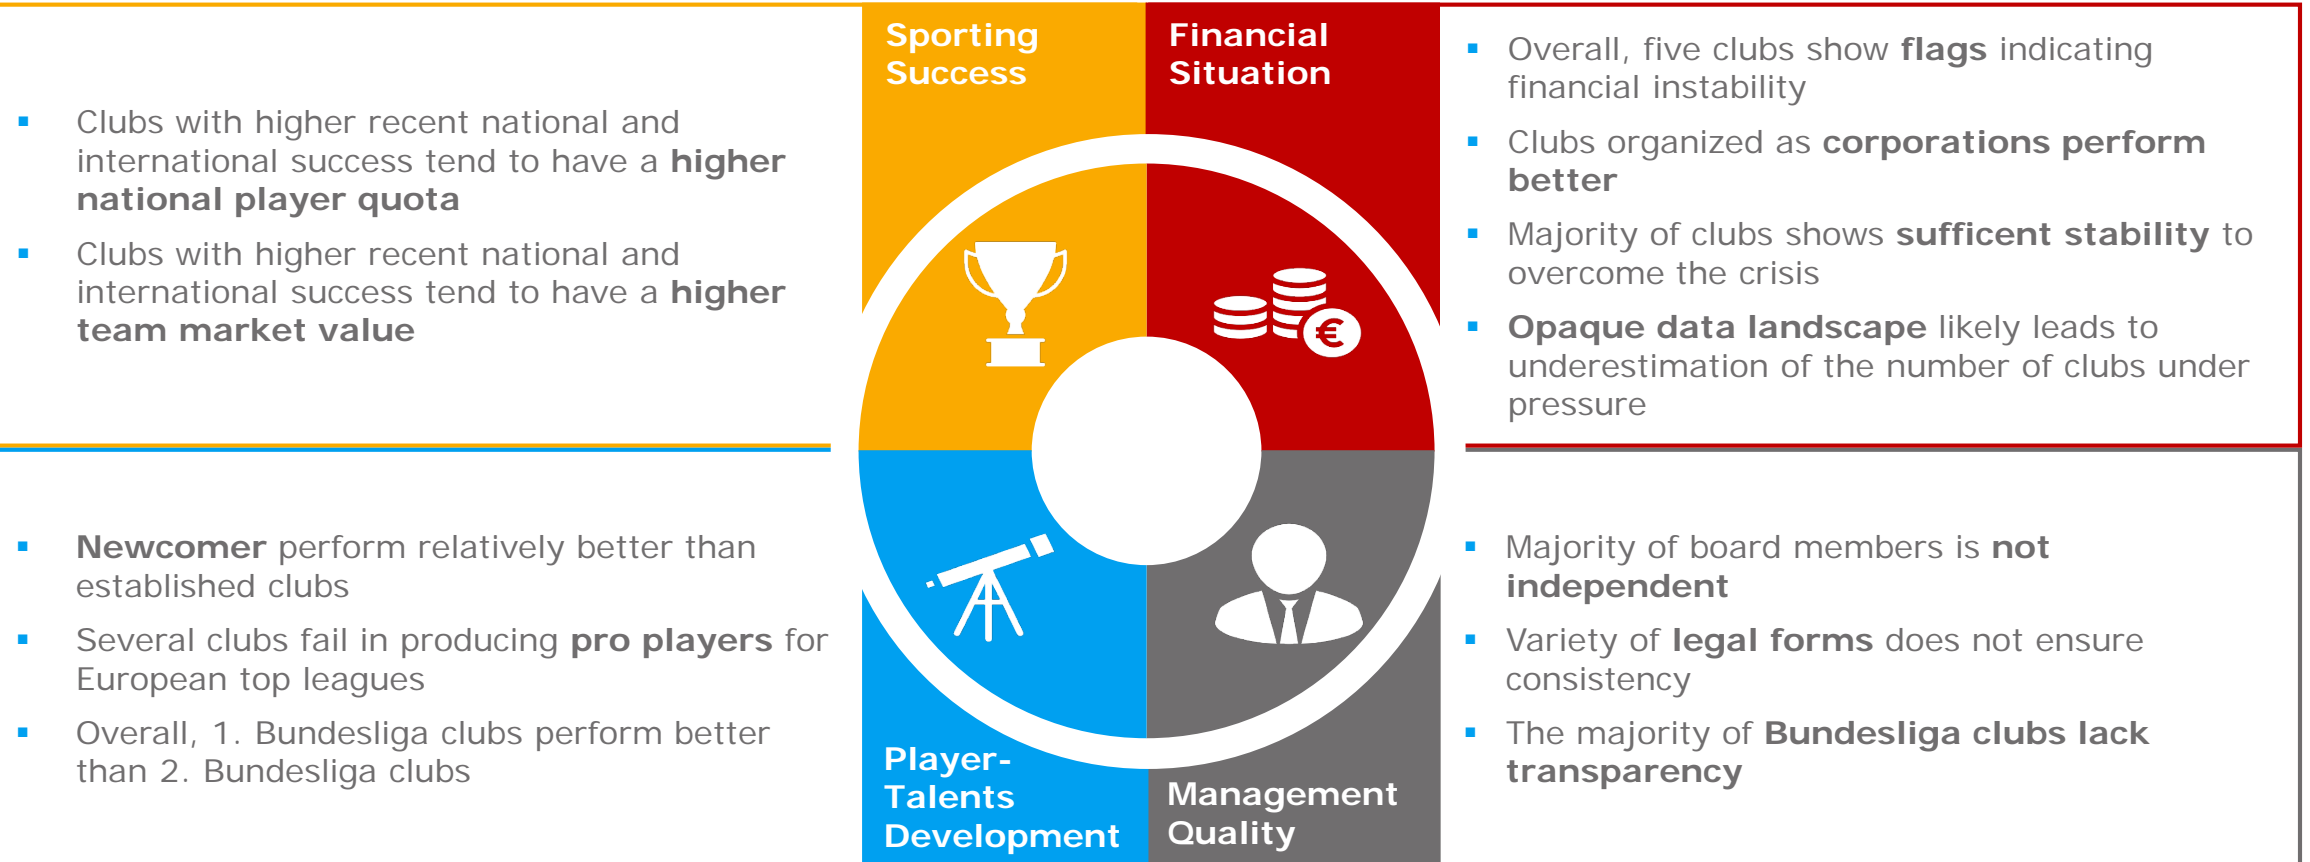 Sporting
Success
Clubs with higher recent national and
international success tend to have a higher
national player quota
Clubs with higher recent national and
international success tend to have a higher
team market value
Financial
Situation
Overall, five clubs show flags indicating
financial instability
Clubs organized as corporations perform
better
Majority of clubs shows sufficent stability to
overcome the crisis
Opaque data landscape likely leads to
underestimation of the number of clubs under
pressure
€
Newcomer perform relatively better than
established clubs
Several clubs fail in producing pro players for
European top leagues
Overall, 1. Bundesliga clubs perform better
than 2. Bundesliga clubs
Player-
Talents
Development
Management
Quality
Majority of board members is not
independent
Variety of legal forms does not ensure
consistency
The majority of Bundesliga clubs lack
transparency